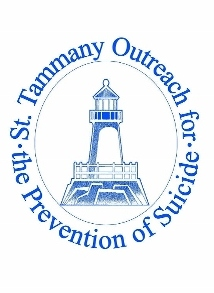 St. Tammany Outreach for
· the Prevention of Suicide ·